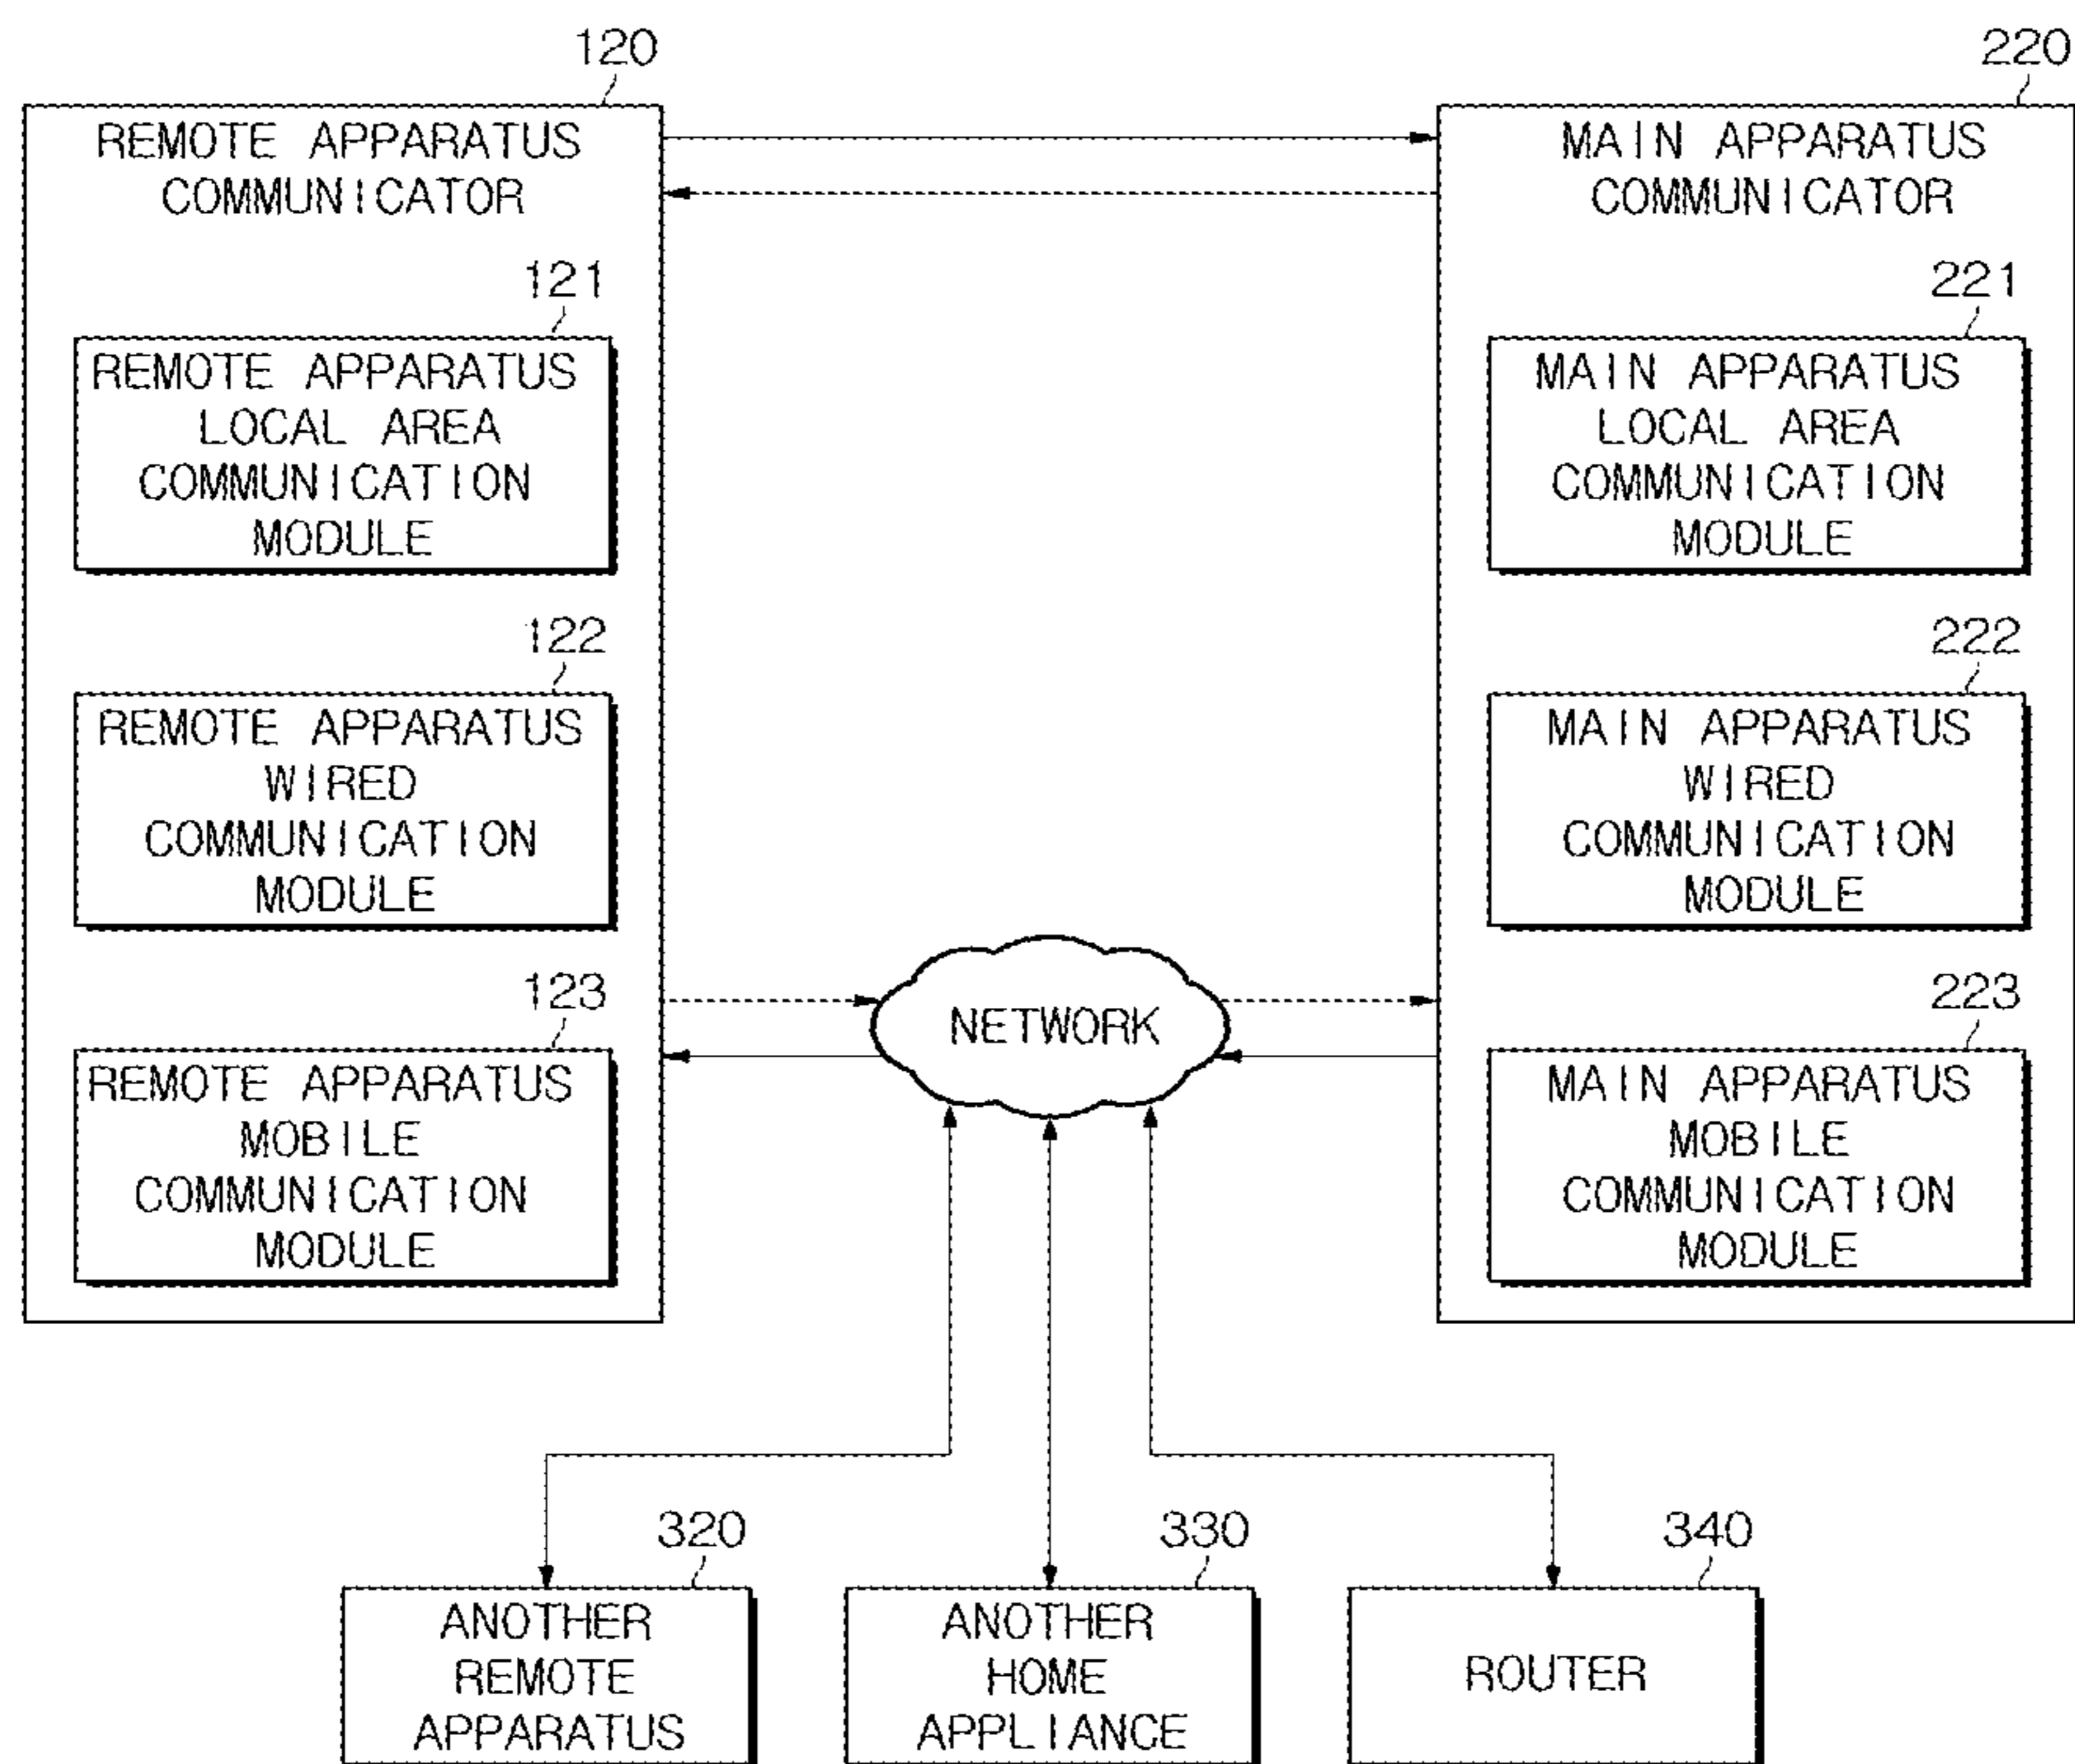 120
REMOTE APPARATUS
COMMUNICATOR
121
REMOTE APPARATUS
LOCAL AREA
COMMUNICATION
MODULE
122
REMOTE APPARATUS
WIRED
COMMUNICATION
MODULE
123
REMOTE APPARATUS
MOBILE
COMMUNICATION
MODULE
220
MAIN APPARATUS
COMMUNICATOR
221
MAIN APPARATUS
LOCAL AREA
COMMUNICATION
MODULE
222
MAIN APPARATUS
WIRED
COMMUNICATION
MODULE
223
MAIN APPARATUS
MOBILE
COMMUNICATION
MODULE
NETWORK
320
ANOTHER
REMOTE
APPARATUS
330
ANOTHER
HOME
APPLIANCE
340
ROUTER